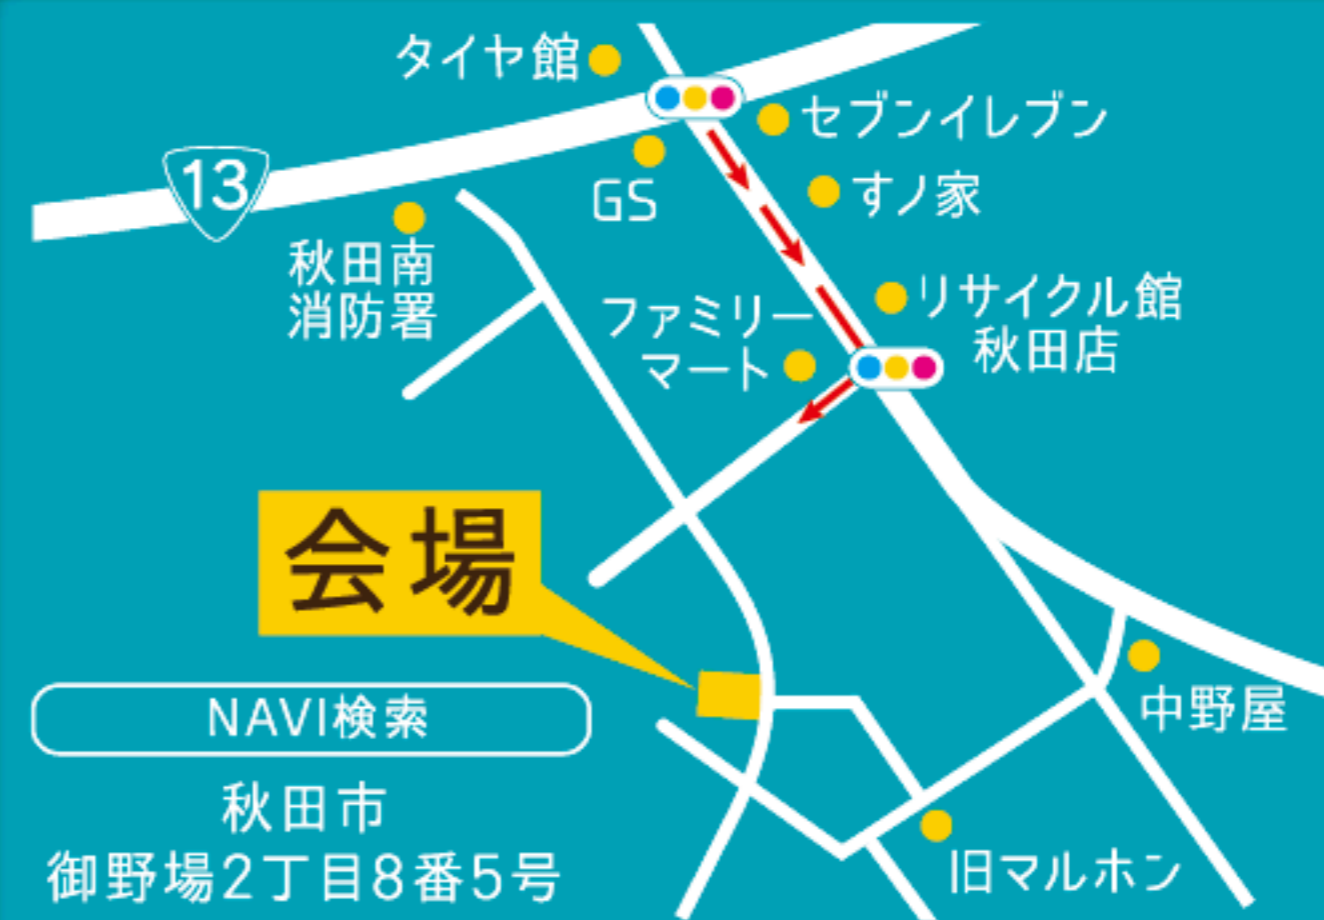 タイヤ館
セブンイレブン
13
GS
すノ家
秋田南
消防署
リサイクル館
秋田店
ファミリー
マート
会場
NAVI検索
中野屋
秋田市
御野場2丁目8番5号
旧マルホン